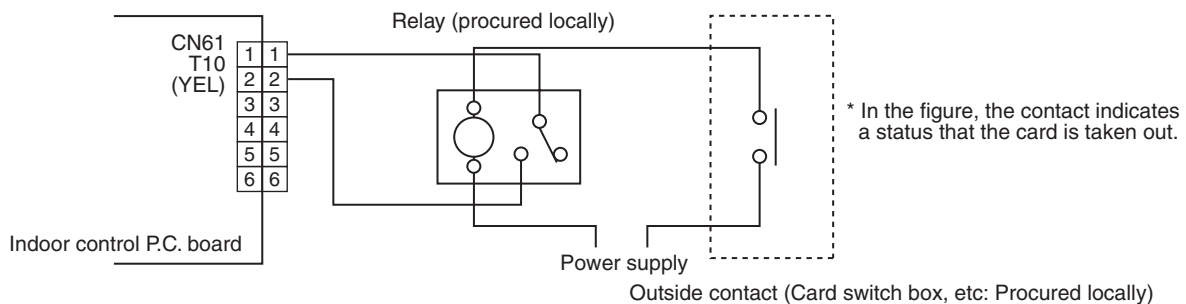 Relay (procured locally)
CN61
T10
(YEL)
1 1
2 2
3 3
4 4
5 5
6 6
* In the figure, the contact indicates
a status that the card is taken out.
Indoor control P.C. board
Power supply
Outside contact (Card switch box, etc: Procured locally)